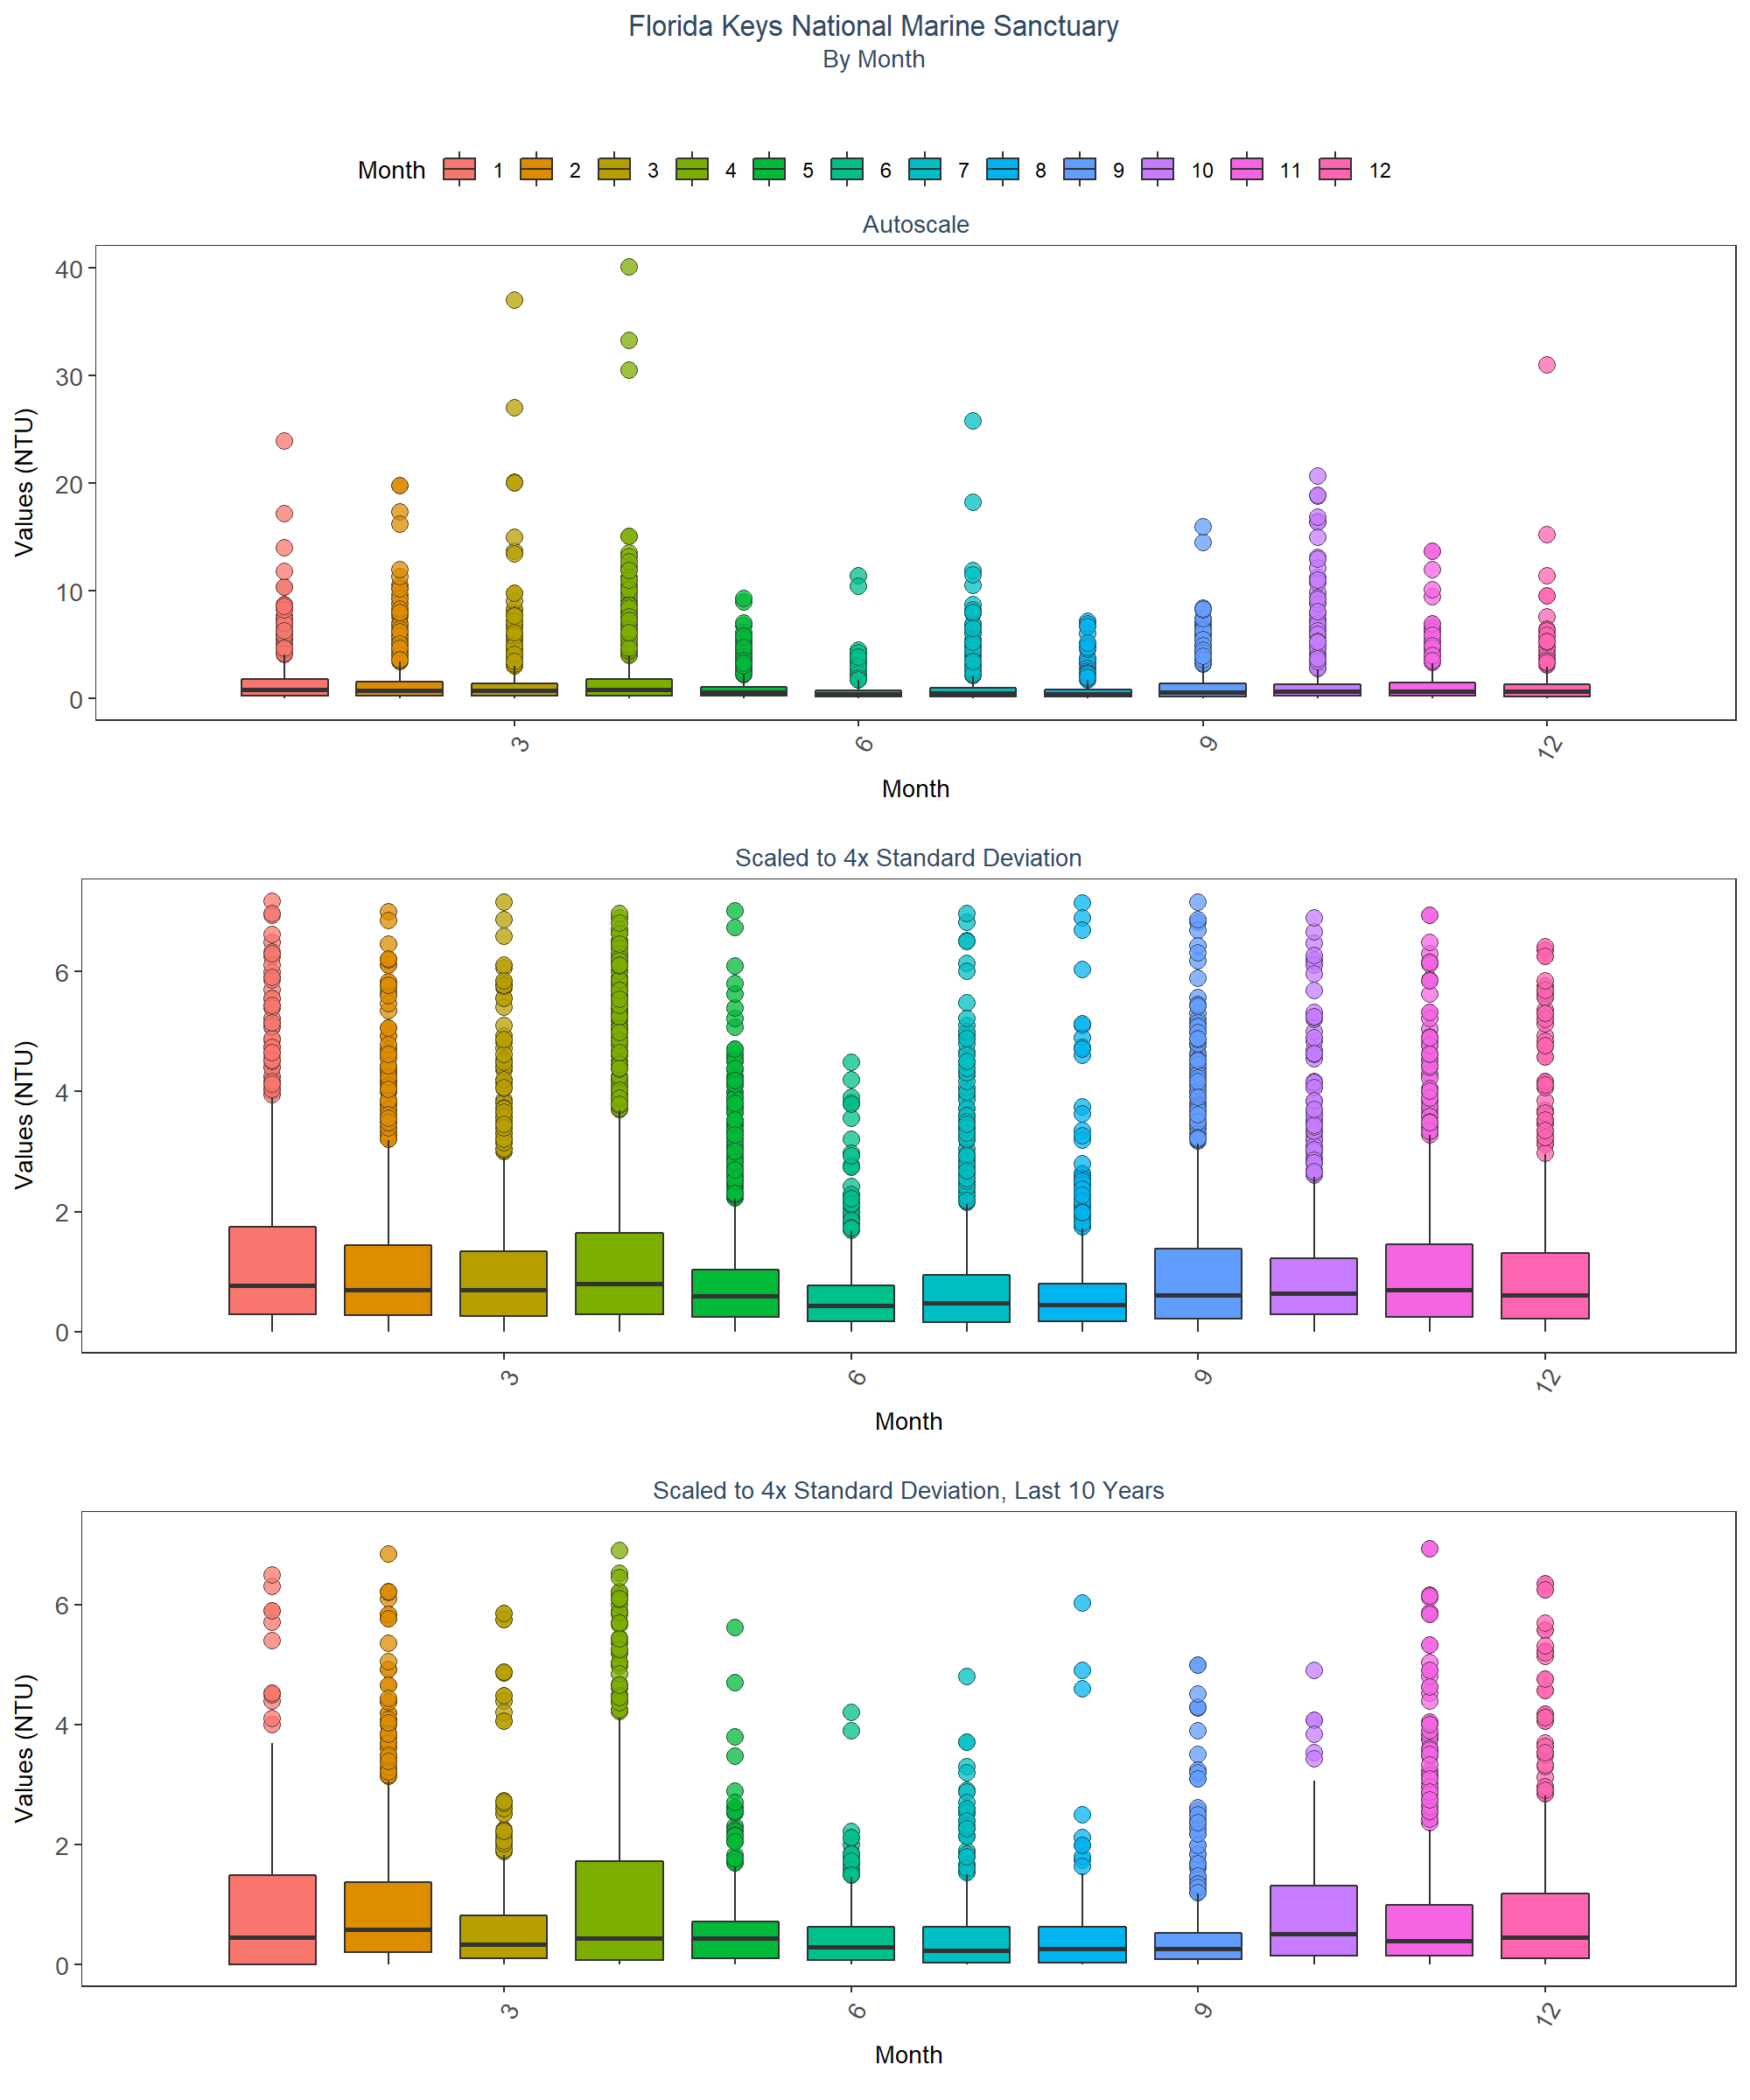 Florida Keys National Marine Sanctuary
By Month
Month 1 2 3 4 5 6 7 8 9 10 11 12
Autoscale
Values (NTU)
40
30
20
10
0
3 6 9 12
Month
Scaled to 4x Standard Deviation
Values (NTU)
6
4
2
0
3 6 9 12
Month
Scaled to 4x Standard Deviation, Last 10 Years
Values (NTU)
6
4
2
0
3 6 9 12
Month